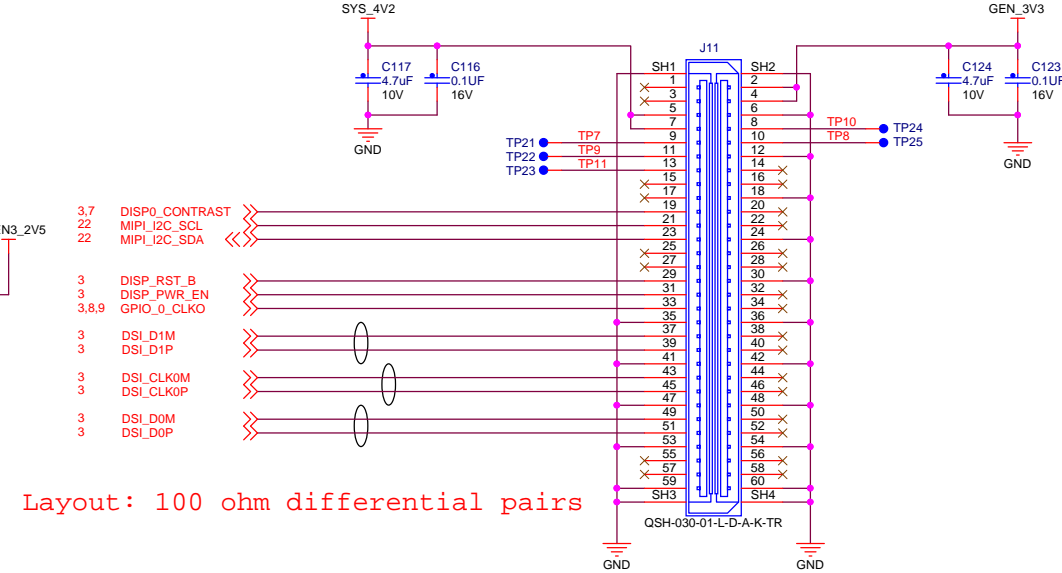 SYS_4V2
GEN_3V3
J11
C117
4.7uF
10V
C116
0.1UF
16V
C124
4.7uF
10V
C123
0.1UF
16V
GND
GND
SH1
SH2
1
2
3
4
5
6
7
8
TP10
TP24
TP21
TP7
9
10
TP8
TP25
TP22
TP9
11
12
TP23
TP11
13
14
15
16
17
18
3,7 DISP0_CONTRAST
19
20
22 MIPI_I2C_SCL
21
22
22 MIPI_I2C_SDA
23
24
EN3_2V5
25
26
27
28
3 DISP_RST_B
29
30
3 DISP_PWR_EN
31
32
3,8,9 GPIO_0_CLKO
33
34
35
36
3 DSI_D1M
37
38
3 DSI_D1P
39
40
41
42
3 DSI_CLK0M
43
44
3 DSI_CLK0P
45
46
47
48
3 DSI_D0M
49
50
3 DSI_D0P
51
52
53
54
55
56
57
58
59
60
SH3
SH4
Layout: 100 ohm differential pairs
QSH-030-01-L-D-A-K-TR
GND
GND